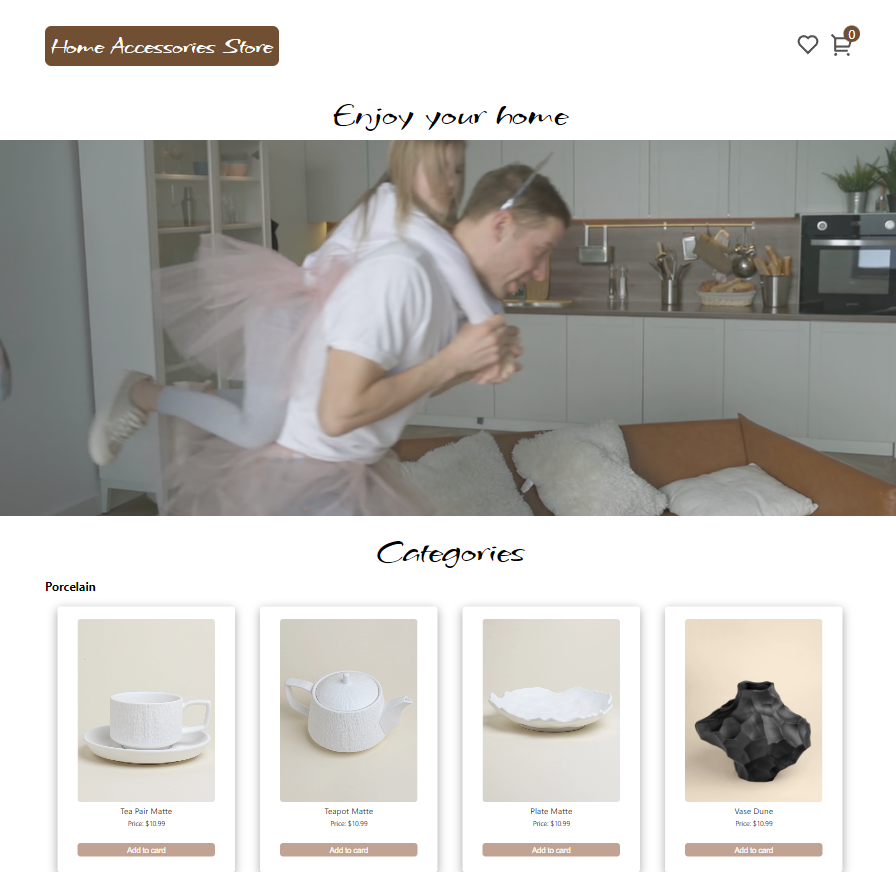 Home Accessories Store
0
Enjoy your home
Categories
Porcelain
Tea Pair Matte
Price: $10.99
Add to card
Teapot Matte
Price: $10.99
Add to card
Plate Matte
Price: $10.99
Add to card
Vase Dune
Price: $10.99
Add to card